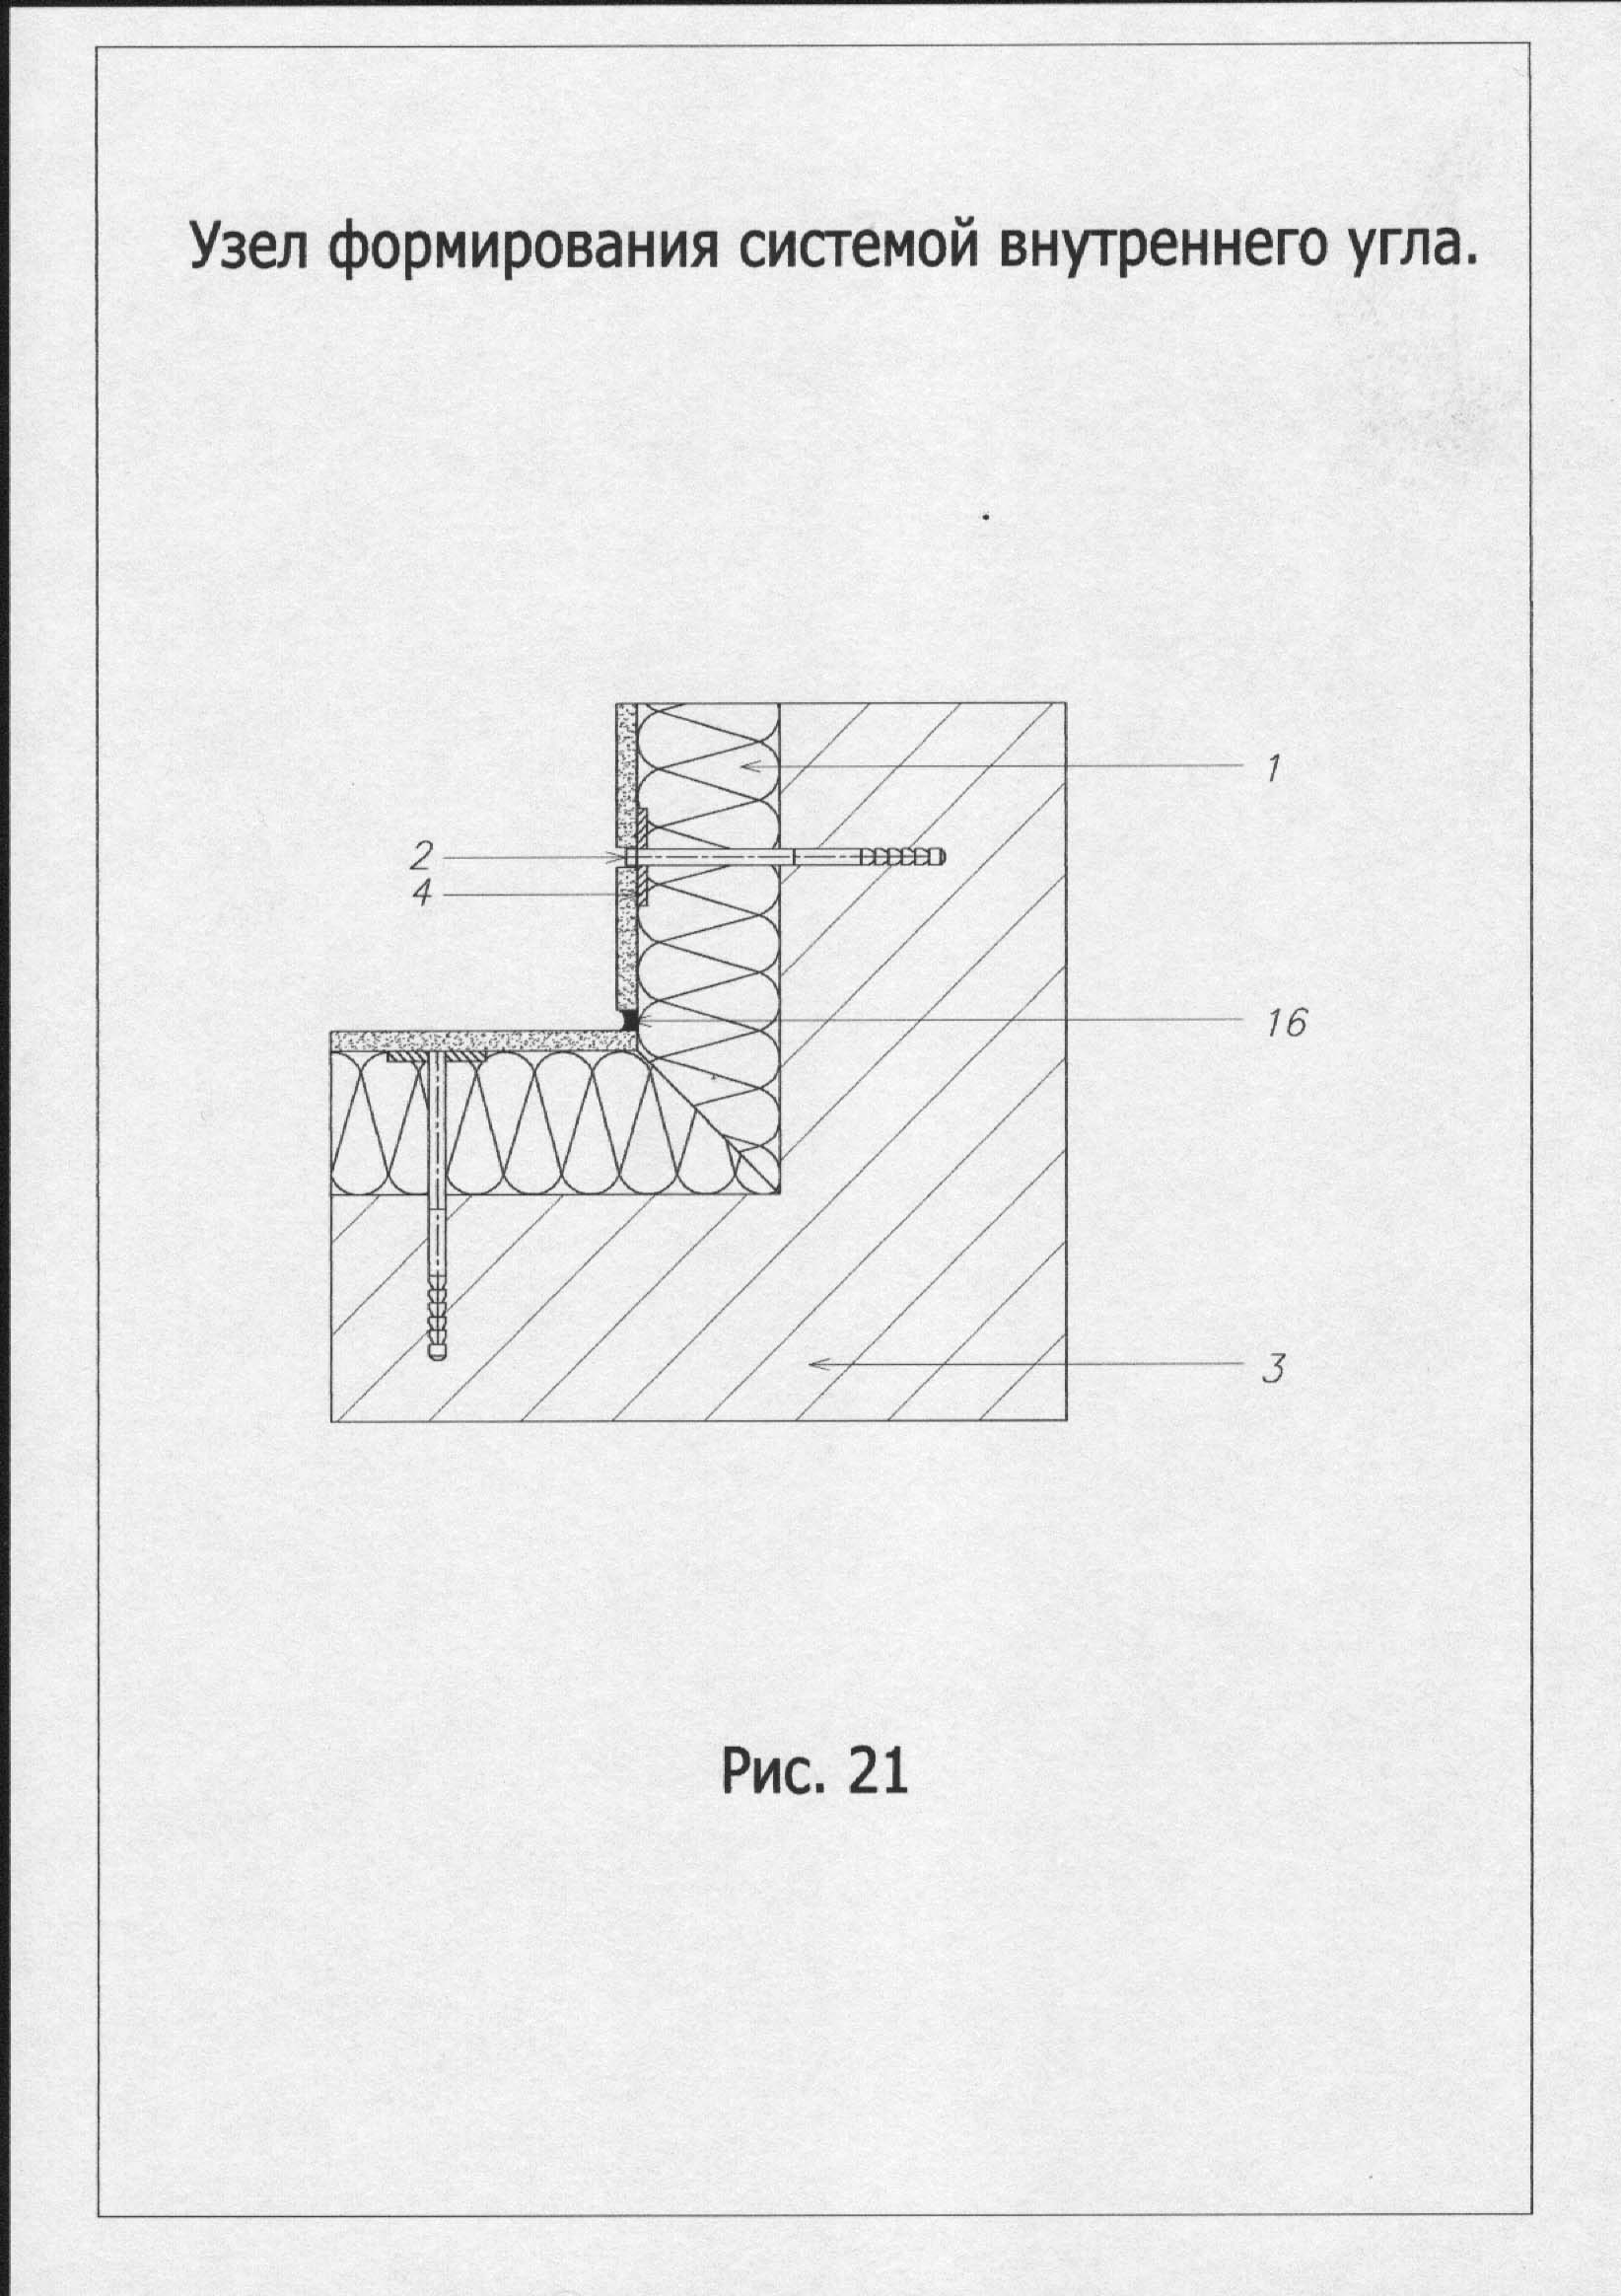 Узел формирования системой внутреннего угла.
1
2
4
16
3
Рис. 21